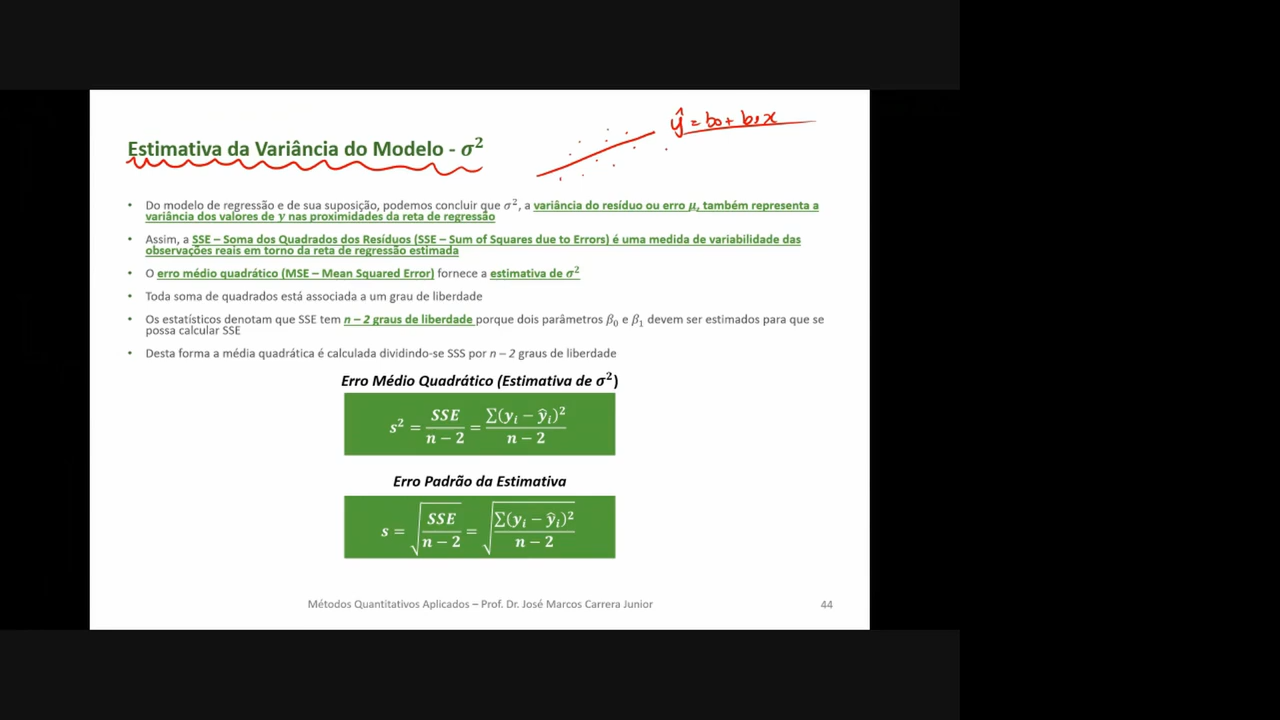 ŷ = b0 + b1x
Estimativa da Variância do Modelo - σ²
• Do modelo de regressão e de sua suposição, podemos concluir que σ², a variância do resíduo ou erro μ, também representa a
variância dos valores de y nas proximidades da reta de regressão
• Assim, a SSE – Soma dos Quadrados dos Resíduos (SSE – Sum of Squares due to Errors) é uma medida de variabilidade das
observações reais em torno da reta de regressão estimada
• O erro médio quadrático (MSE – Mean Squared Error) fornece a estimativa de σ²
• Toda soma de quadrados está associada a um grau de liberdade
• Os estatísticos denotam que SSE tem n – 2 graus de liberdade porque dois parâmetros β₀ e β₁ devem ser estimados para que se
possa calcular SSE
• Desta forma a média quadrática é calculada dividindo-se SSS por n – 2 graus de liberdade
Erro Médio Quadrático (Estimativa de σ²)
s² = SSE / (n − 2) = ∑(yᵢ − ŷᵢ)² / (n − 2)
Erro Padrão da Estimativa
s = √(SSE / (n − 2)) = √(∑(yᵢ − ŷᵢ)² / (n − 2))
Métodos Quantitativos Aplicados – Prof. Dr. José Marcos Carrera Junior 44